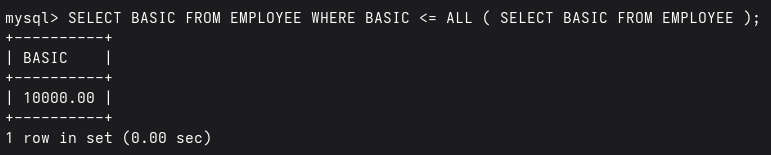 mysql> SELECT BASIC FROM EMPLOYEE WHERE BASIC <= ALL ( SELECT BASIC FROM EMPLOYEE );
+----------+
| BASIC    |
+----------+
| 10000.00 |
+----------+
1 row in set (0.00 sec)